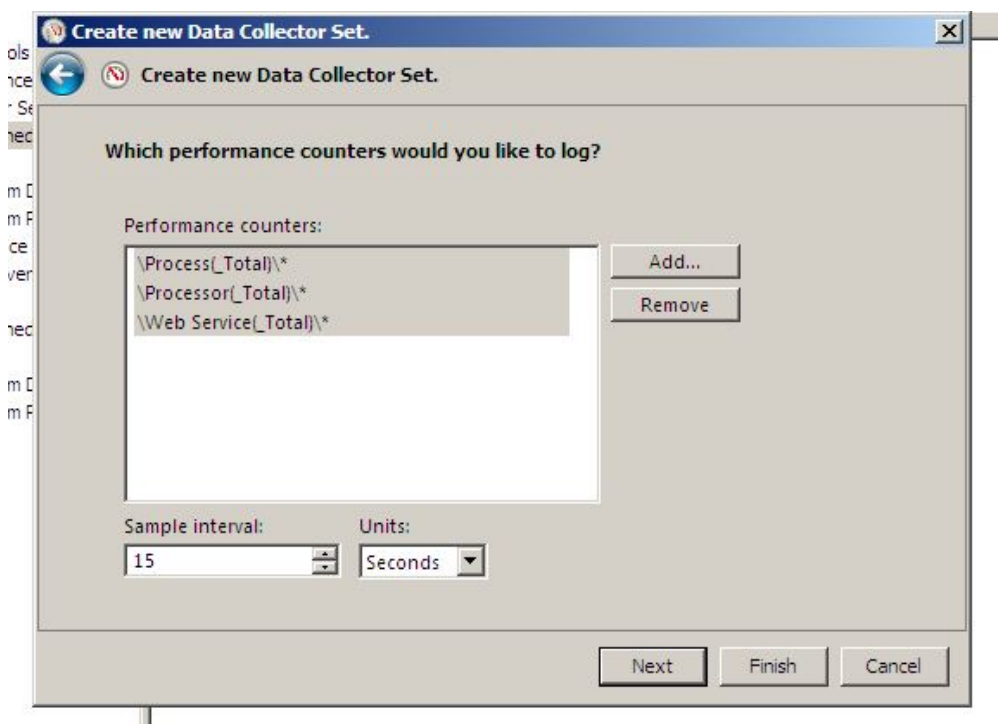 Create new Data Collector Set.
Create new Data Collector Set.
Which performance counters would you like to log?
Performance counters:
\Process(_Total)\*
\Processor(_Total)\*
\Web Service(_Total)\*
Add...
Remove
Sample interval:
Units:
15
Seconds
Next
Finish
Cancel